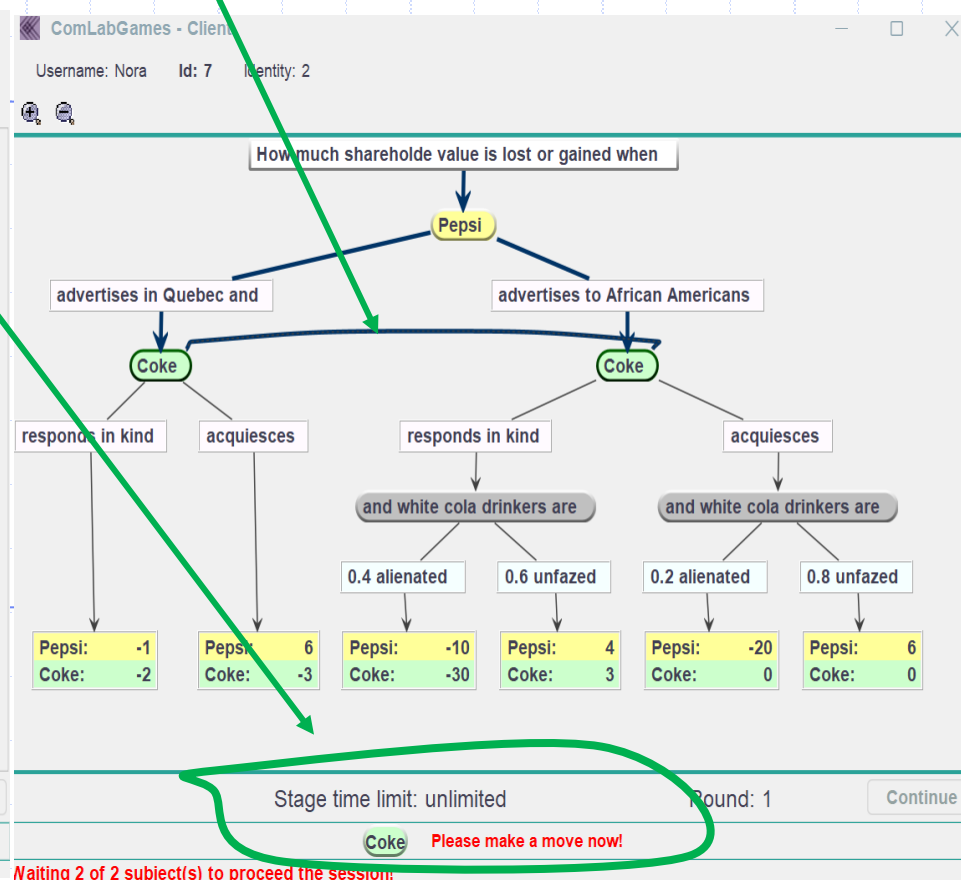 ComLabGames - Client
Username: Nora Id: 7 Identity: 2
How much shareholde value is lost or gained when
Pepsi
advertises in Quebec and advertises to African Americans
Coke Coke
responds in kind acquiesces responds in kind acquiesces
and white cola drinkers are and white cola drinkers are
0.4 alienated 0.6 unfazed 0.2 alienated 0.8 unfazed
Pepsi: -1 Pepsi: 6 Pepsi: -10 Pepsi: 4 Pepsi: -20 Pepsi: 6
Coke: -2 Coke: -3 Coke: -30 Coke: 3 Coke: 0 Coke: 0
Stage time limit: unlimited Round: 1 Continue
Coke Please make a move now!
Waiting 2 of 2 subject(s) to proceed the session!